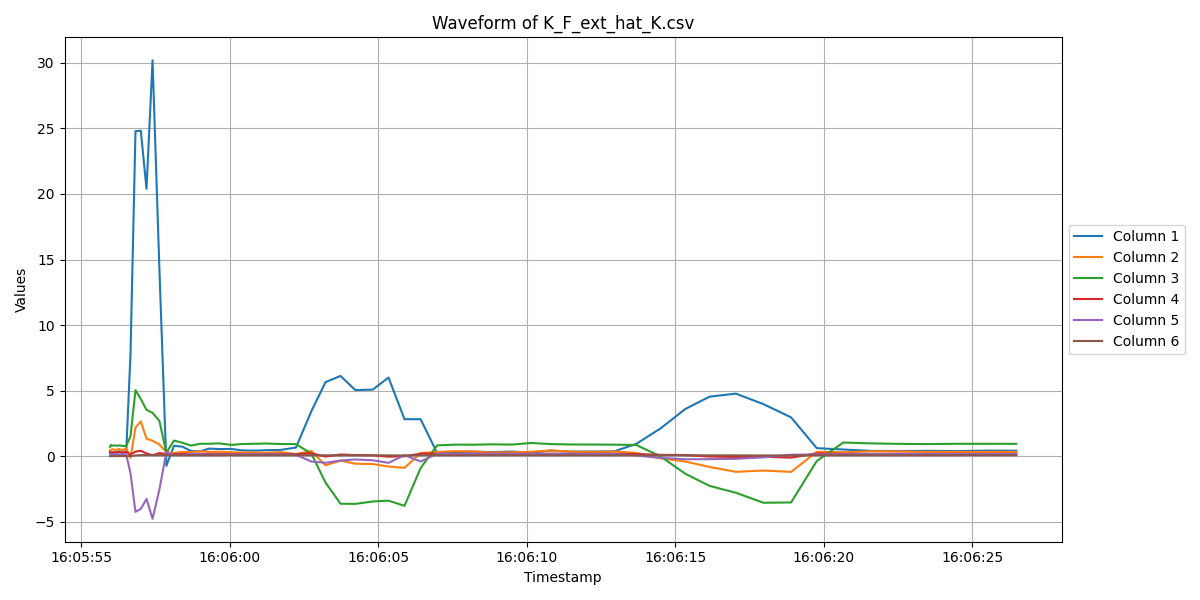 Waveform of K_F_ext_hat_K.csv
30
25
20
15
10
5
0
−5
Values
16:05:55 16:06:00 16:06:05 16:06:10 16:06:15 16:06:20 16:06:25
Timestamp
Column 1
Column 2
Column 3
Column 4
Column 5
Column 6